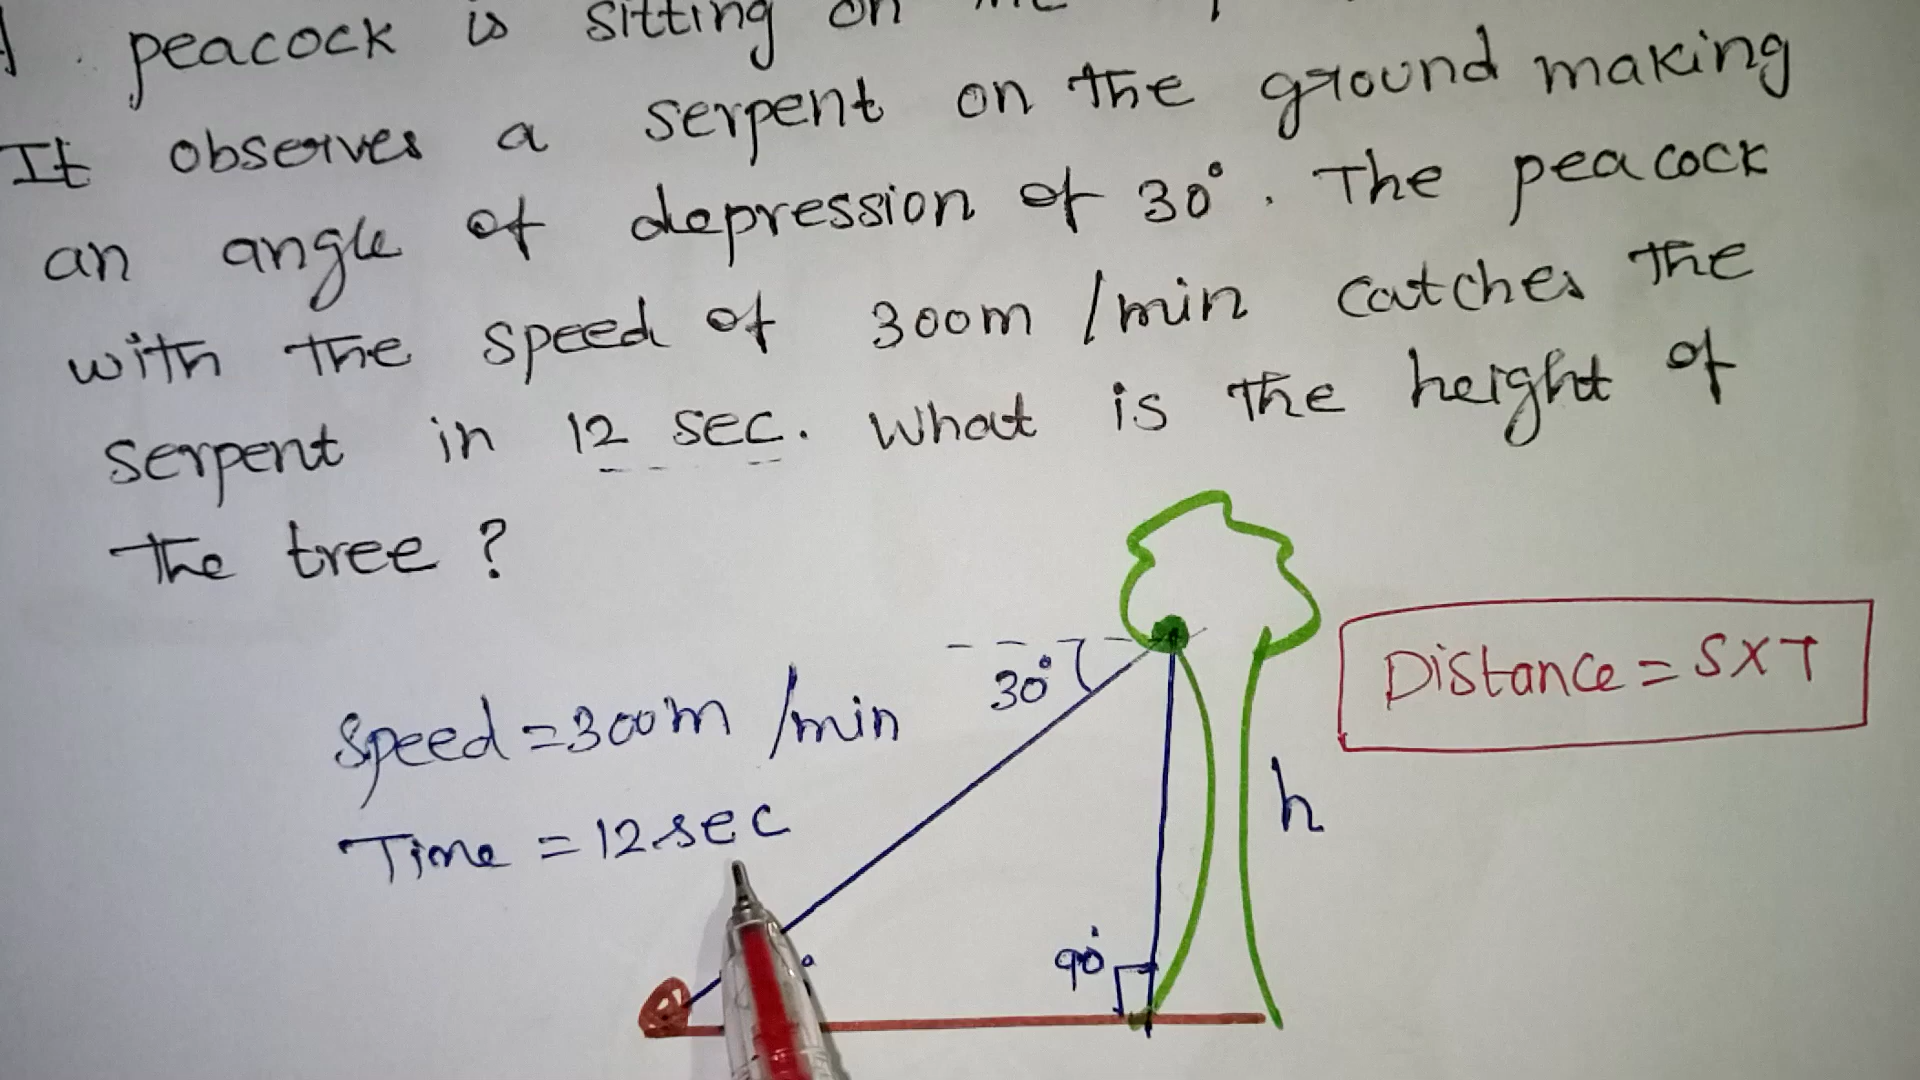 peacock is sitting on
It observes a serpent on the ground making
an angle of depression of 30°. The peacock
with the speed of 300m/min catches the
serpent in 12 sec. What is the height of
the tree?
30°
Distance = S×T
Speed = 300m/min
h
Time = 12sec
90°